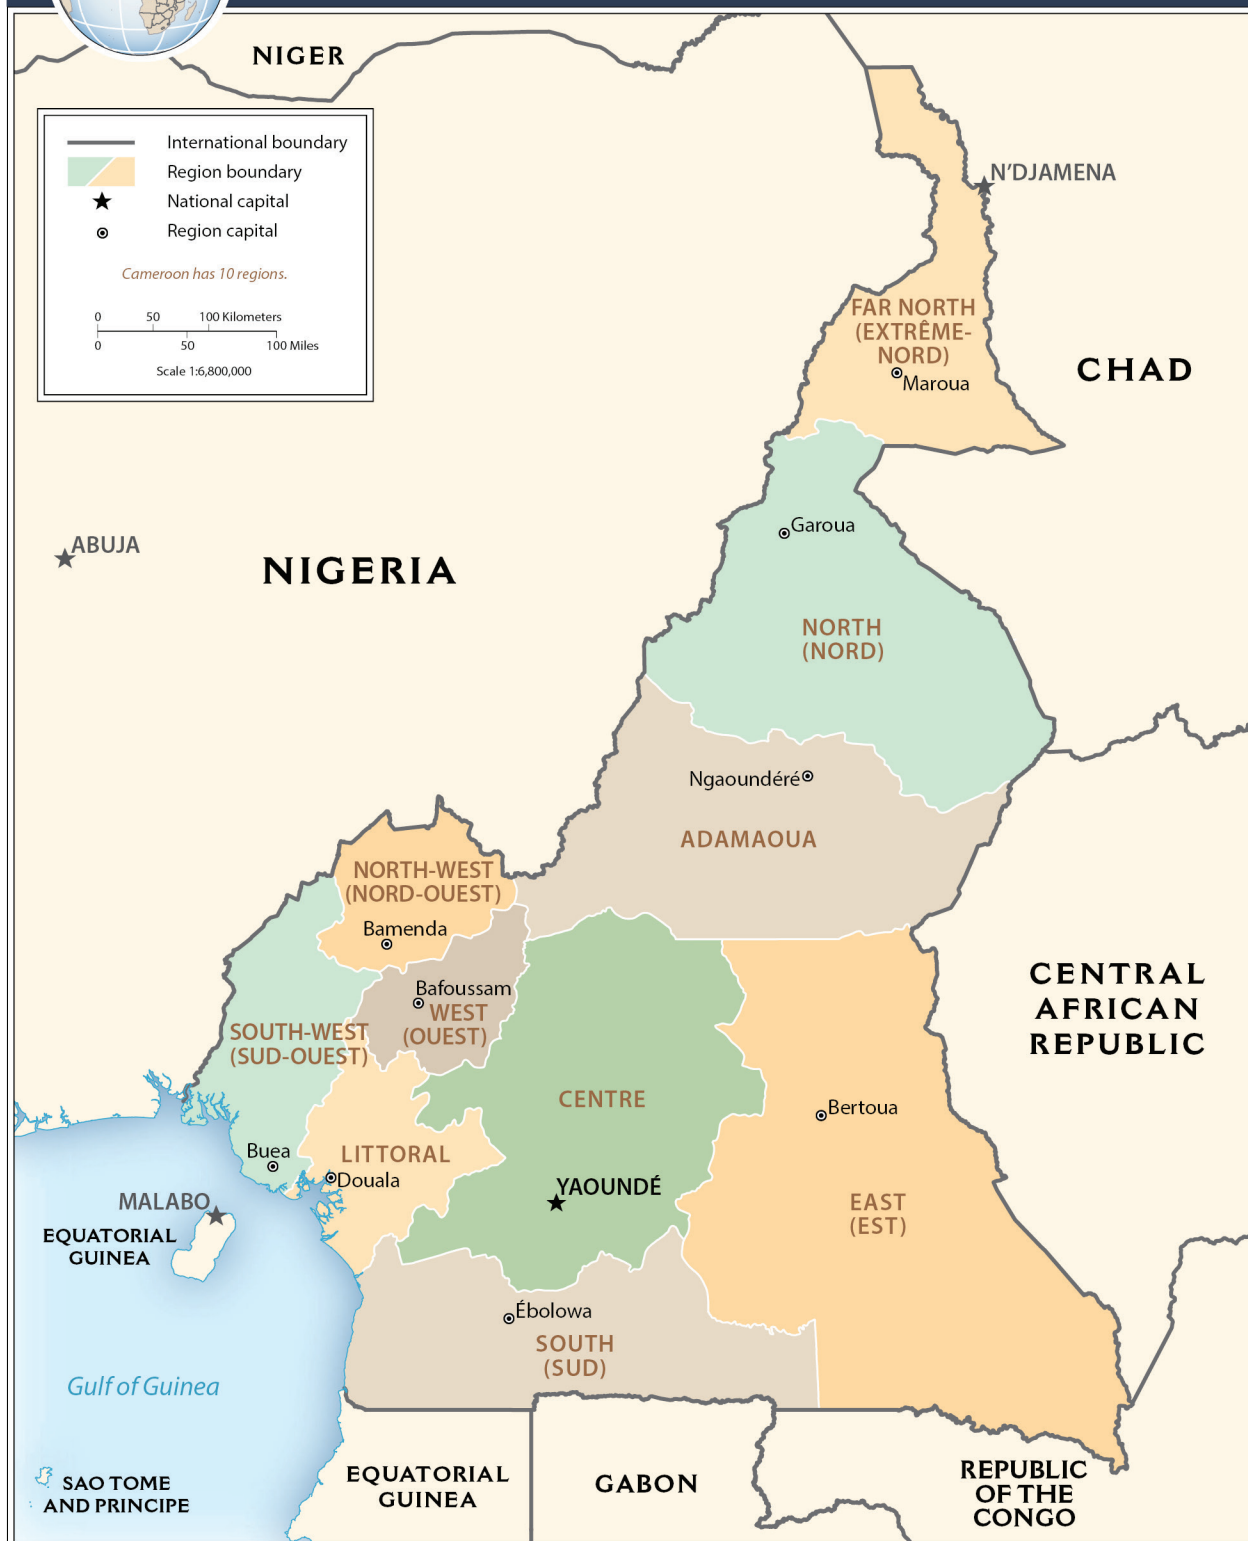 NIGER
International boundary
Region boundary
National capital
Region capital
Cameroon has 10 regions.
0 50 100 Kilometers
0 50 100 Miles
Scale 1:6,800,000
N'DJAMENA
FAR NORTH
(EXTRÊME-
NORD)
Maroua
CHAD
Garoua
ABUJA
NIGERIA
NORTH
(NORD)
Ngaoundéré
ADAMAOUA
NORTH-WEST
(NORD-OUEST)
Bamenda
Bafoussam
WEST
(OUEST)
SOUTH-WEST
(SUD-OUEST)
CENTRAL
AFRICAN
REPUBLIC
CENTRE
Bertoua
Buea
LITTORAL
Douala
YAOUNDÉ
MALABO
EAST
(EST)
EQUATORIAL
GUINEA
Ébolowa
SOUTH
(SUD)
Gulf of Guinea
SAO TOME
AND PRINCIPE
EQUATORIAL
GUINEA
GABON
REPUBLIC
OF THE
CONGO